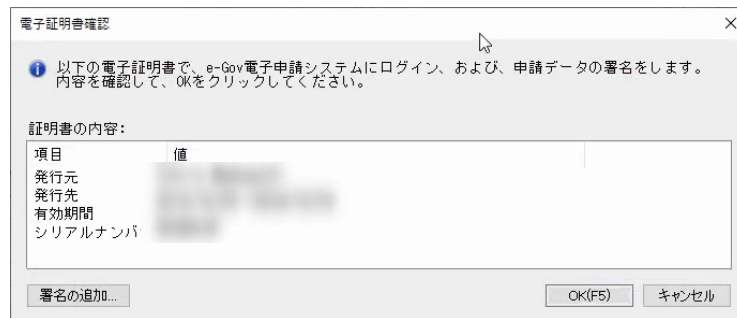 電子証明書確認
以下の電子証明書で、e-Gov電子申請システムにログイン、および、申請データの署名をします。
内容を確認して、OKをクリックしてください。
証明書の内容:
項目 値
発行元
発行先
有効期間
シリアルナンバ
署名の追加... OK(F5) キャンセル